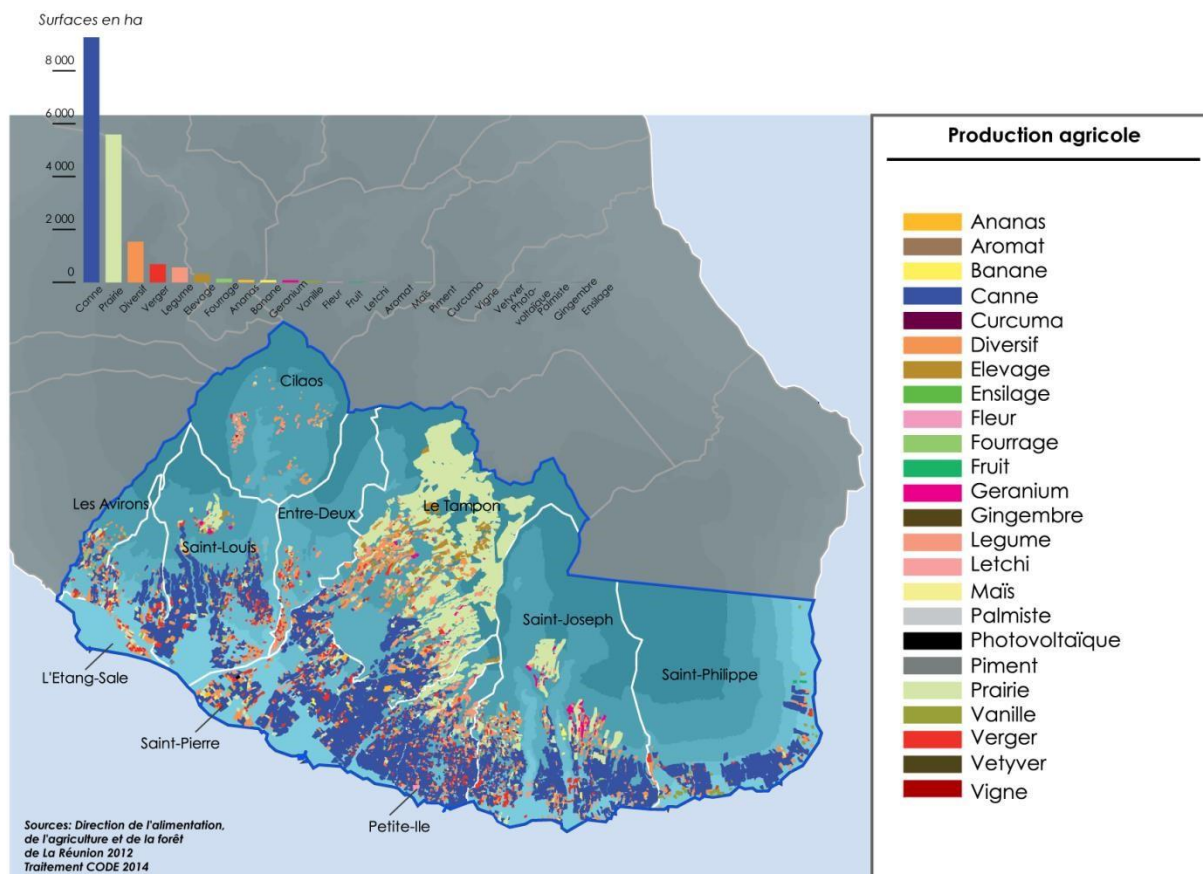 Surfaces en ha
8 000
6 000
4 000
2 000
0
Canne
Prairie
Diversif
Verger
Legume
Elevage
Fourrage
Ananas
Banane
Geranium
Vanille
Fleur
Fruit
Letchi
Aromat
Maïs
Piment
Curcuma
Vigne
Vetyver
Photo-
voltaïque
Palmiste
Gingembre
Ensilage
Cilaos
Les Avirons
Entre-Deux
Le Tampon
Saint-Louis
Saint-Joseph
Saint-Philippe
L'Etang-Sale
Saint-Pierre
Petite-Ile
Sources: Direction de l'alimentation,
de l'agriculture et de la forêt
de La Réunion 2012
Traitement CODE 2014
Production agricole
Ananas
Aromat
Banane
Canne
Curcuma
Diversif
Elevage
Ensilage
Fleur
Fourrage
Fruit
Geranium
Gingembre
Legume
Letchi
Maïs
Palmiste
Photovoltaïque
Piment
Prairie
Vanille
Verger
Vetyver
Vigne